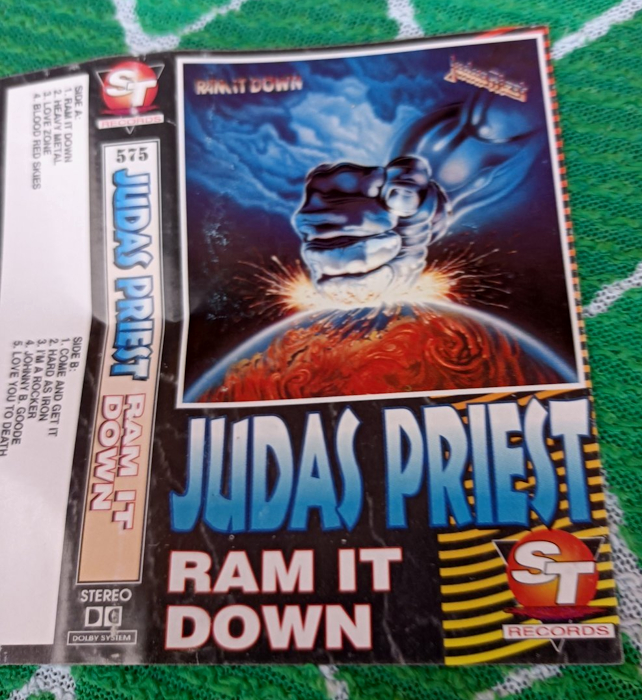 SIDE A:
1. RAM IT DOWN
2. HEAVY METAL
3. LOVE ZONE
4. BLOOD RED SKIES
SIDE B:
1. COME AND GET IT
2. HARD AS IRON
3. I'M A ROCKER
4. JOHNNY B. GOODE
5. LOVE YOU TO DEATH
ST
RECORDS
575
JUDAS PRIEST
RAM IT
DOWN
STEREO
DOLBY SYSTEM
RAM IT DOWN
Judas Priest
JUDAS PRIEST
RAM IT
DOWN
ST
RECORDS